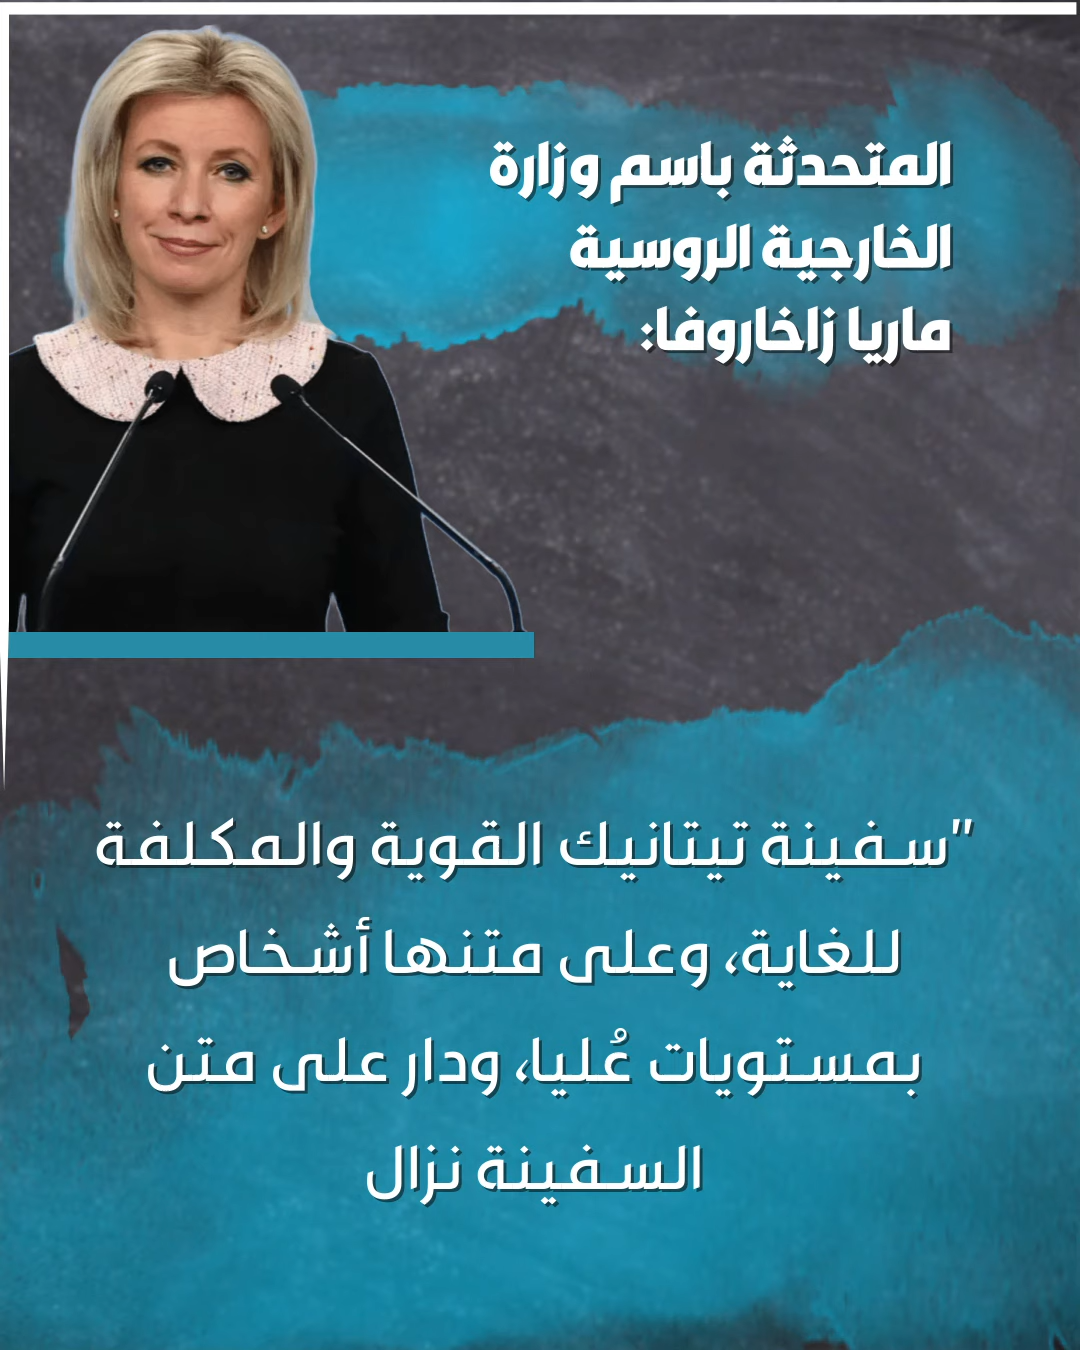 المتحدثة باسم وزارة
الخارجية الروسية
ماريا زاخاروفا:
"سفينة تيتانيك القوية والمكلفة
للغاية، وعلى متنها أشخاص
بمستويات عُليا، ودار على متن
السفينة نزال